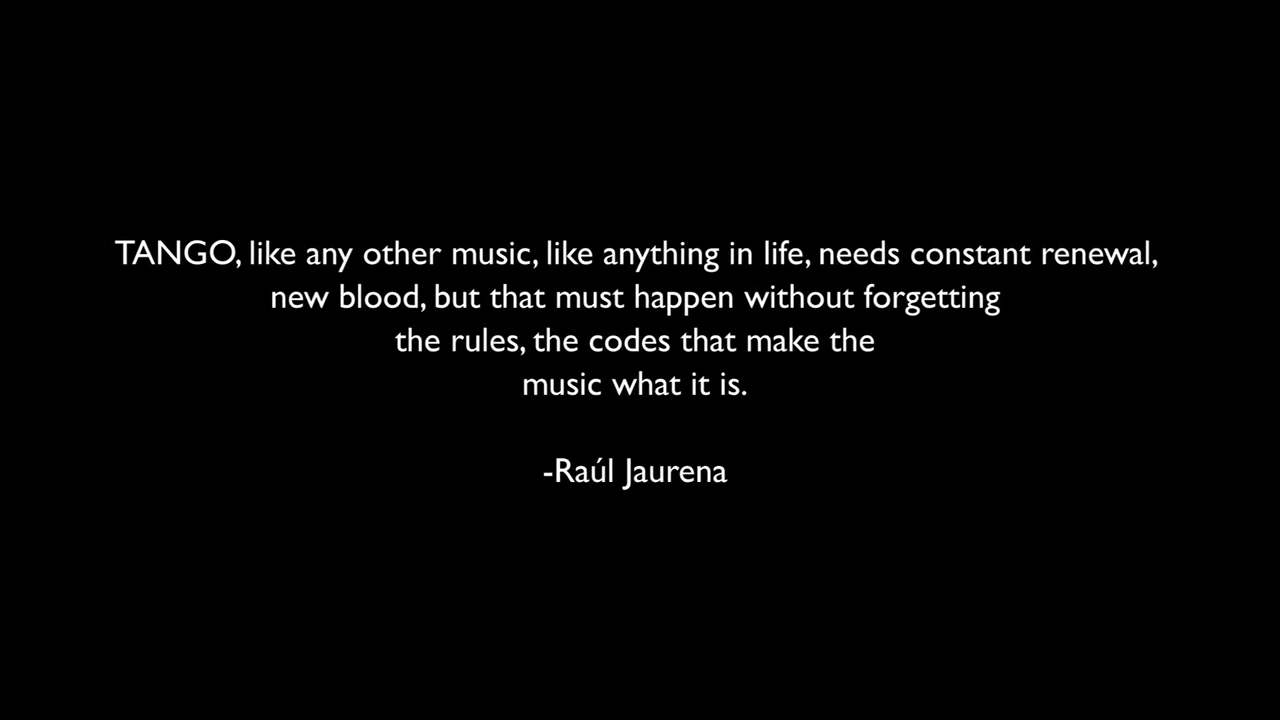 TANGO, like any other music, like anything in life, needs constant renewal,
new blood, but that must happen without forgetting
the rules, the codes that make the
music what it is.
-Raúl Jaurena